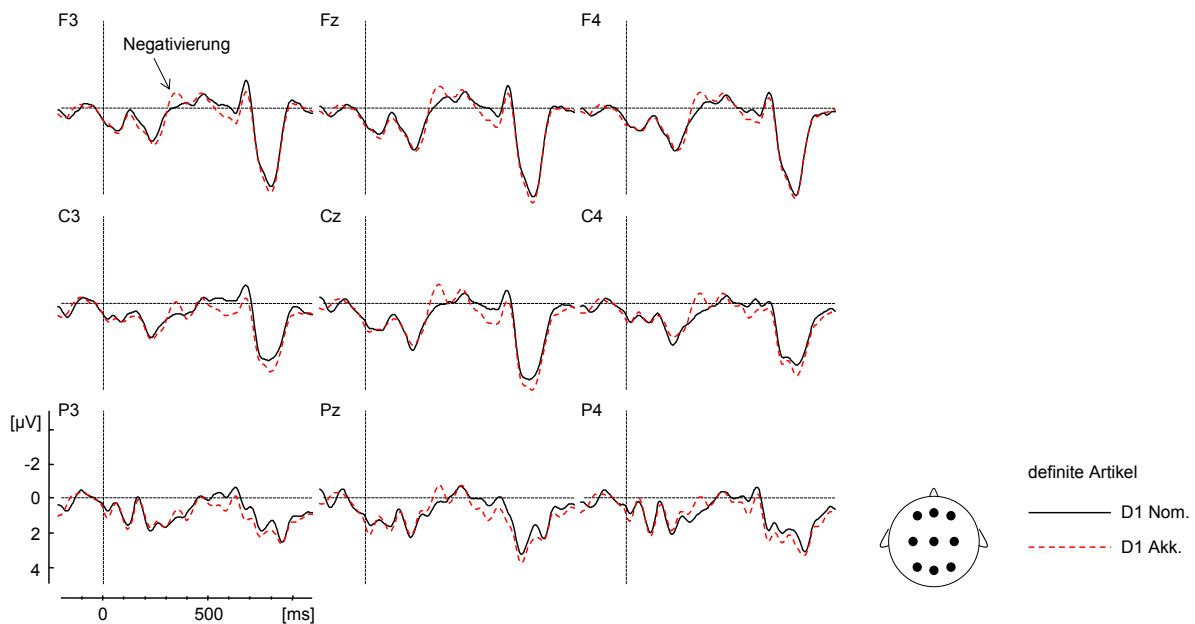 F3
Fz
F4
Negativierung
C3
Cz
C4
P3
Pz
P4
[µV]
-2
0
2
4
0
500
[ms]
definite Artikel
D1 Nom.
D1 Akk.